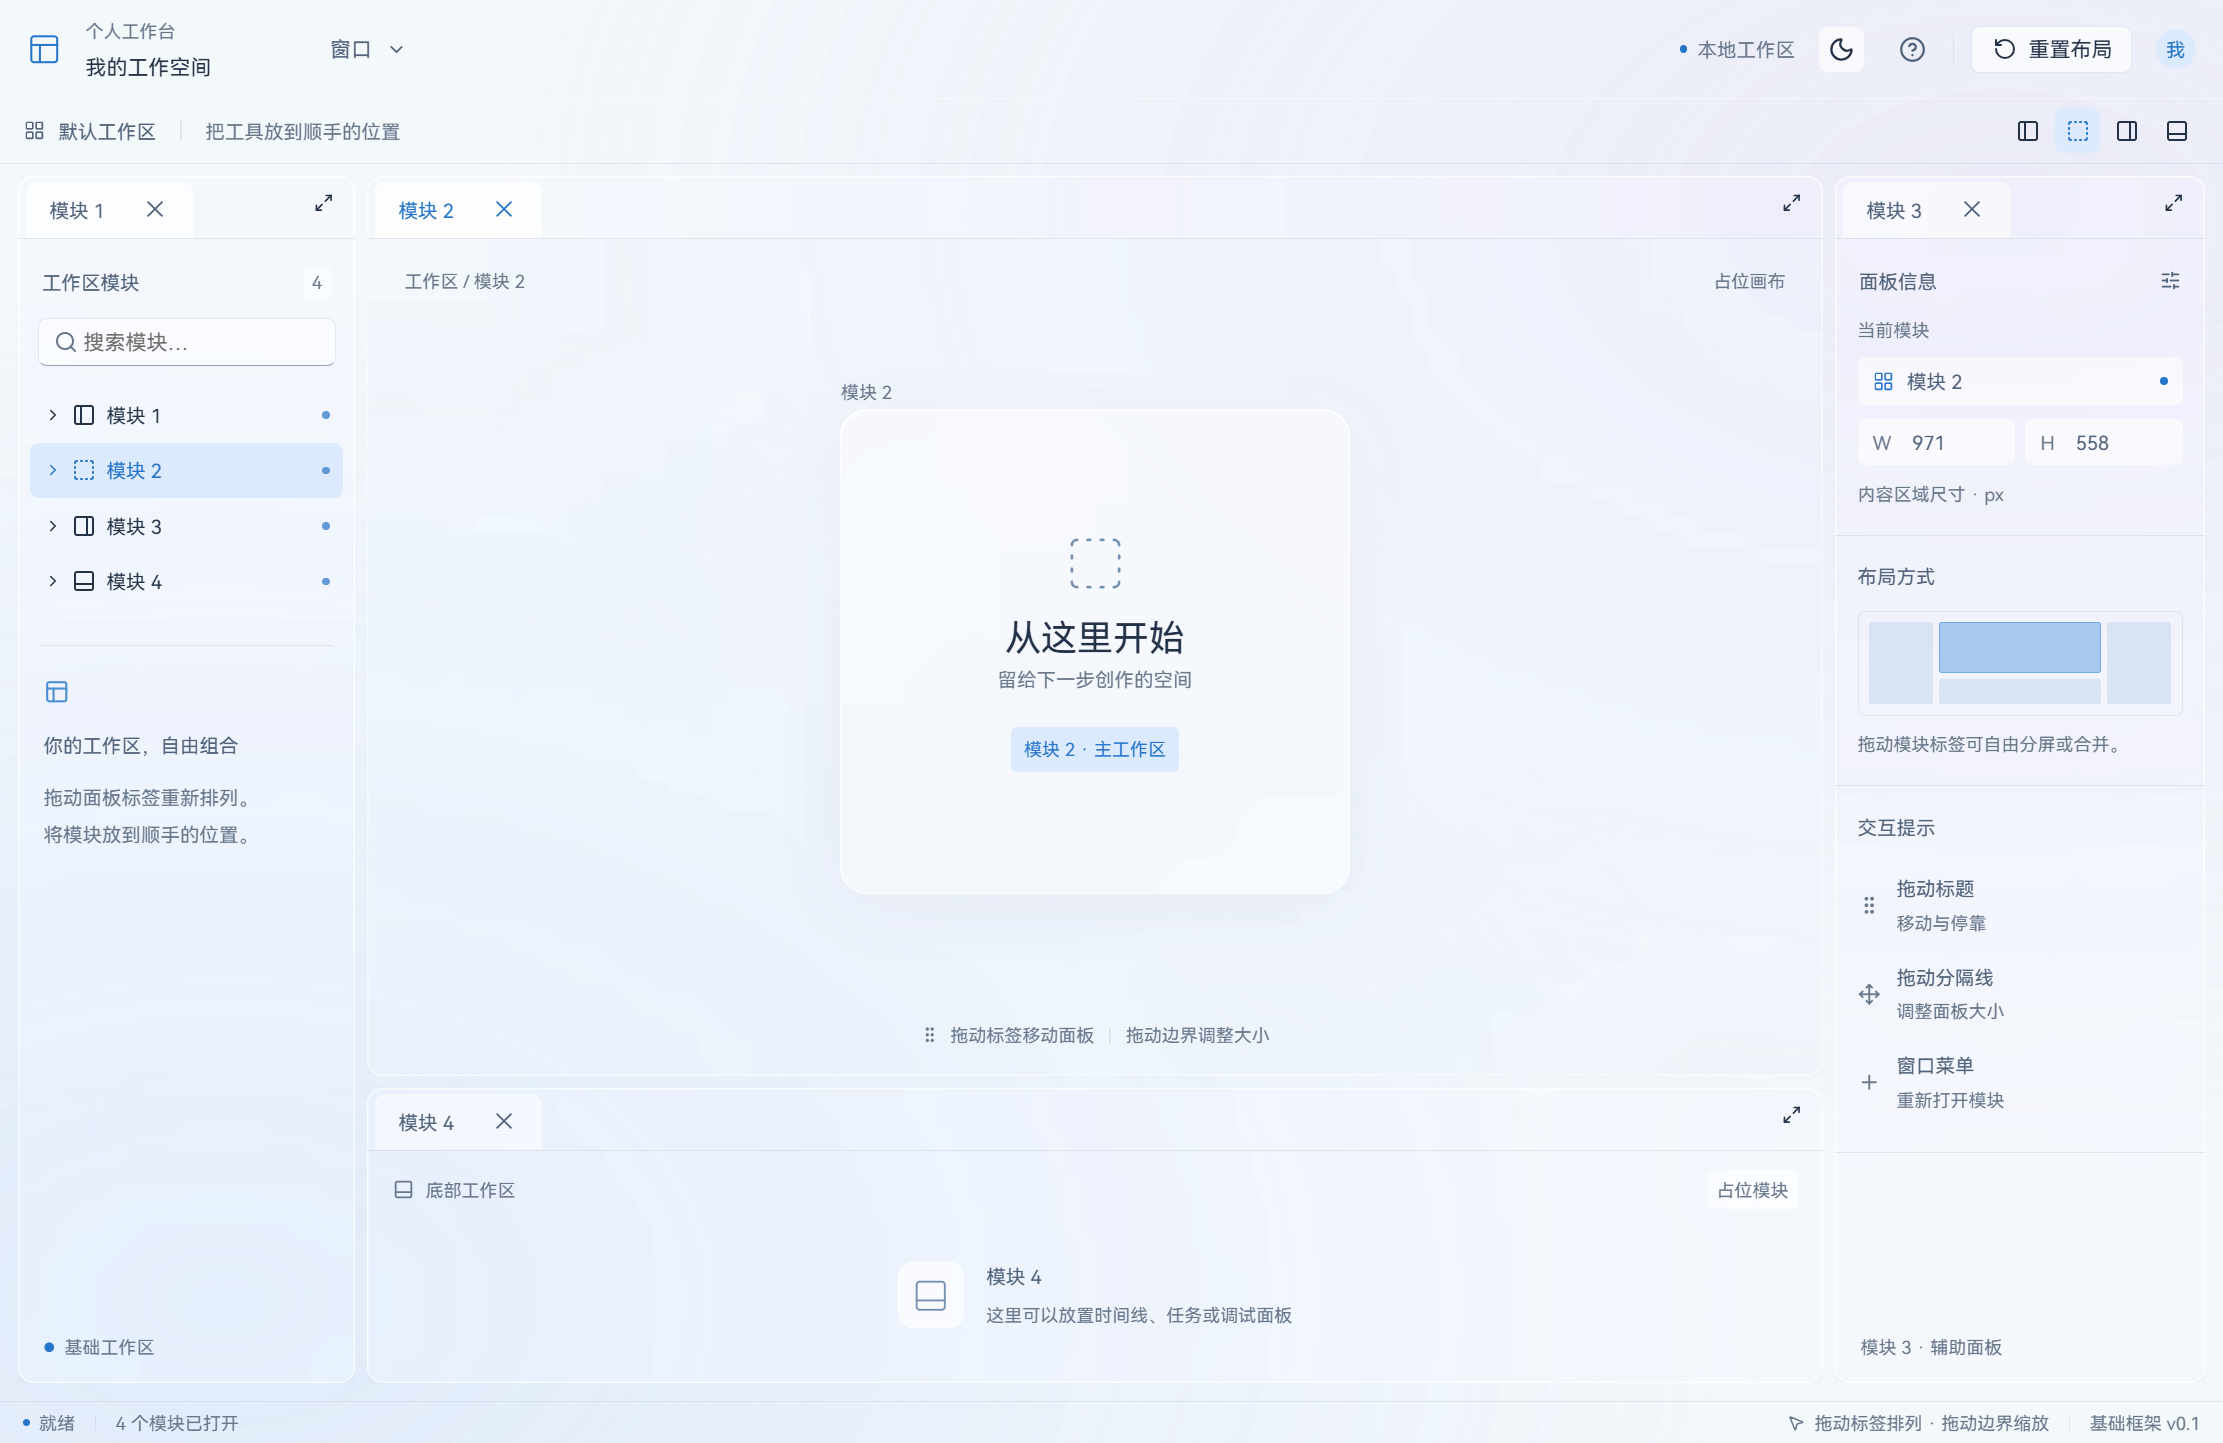 个人工作台
我的工作空间
窗口
本地工作区
重置布局
我
默认工作区
把工具放到顺手的位置
模块 1
工作区模块
4
搜索模块...
模块 1
模块 2
模块 3
模块 4
你的工作区，自由组合
拖动面板标签重新排列。
将模块放到顺手的位置。
基础工作区
模块 2
工作区 / 模块 2
占位画布
模块 2
从这里开始
留给下一步创作的空间
模块 2 · 主工作区
拖动标签移动面板
拖动边界调整大小
模块 4
底部工作区
占位模块
模块 4
这里可以放置时间线、任务或调试面板
模块 3
面板信息
当前模块
模块 2
W 971
H 558
内容区域尺寸 · px
布局方式
拖动模块标签可自由分屏或合并。
交互提示
拖动标题
移动与停靠
拖动分隔线
调整面板大小
窗口菜单
重新打开模块
模块 3 · 辅助面板
就绪
4 个模块已打开
拖动标签排列 · 拖动边界缩放
基础框架 v0.1